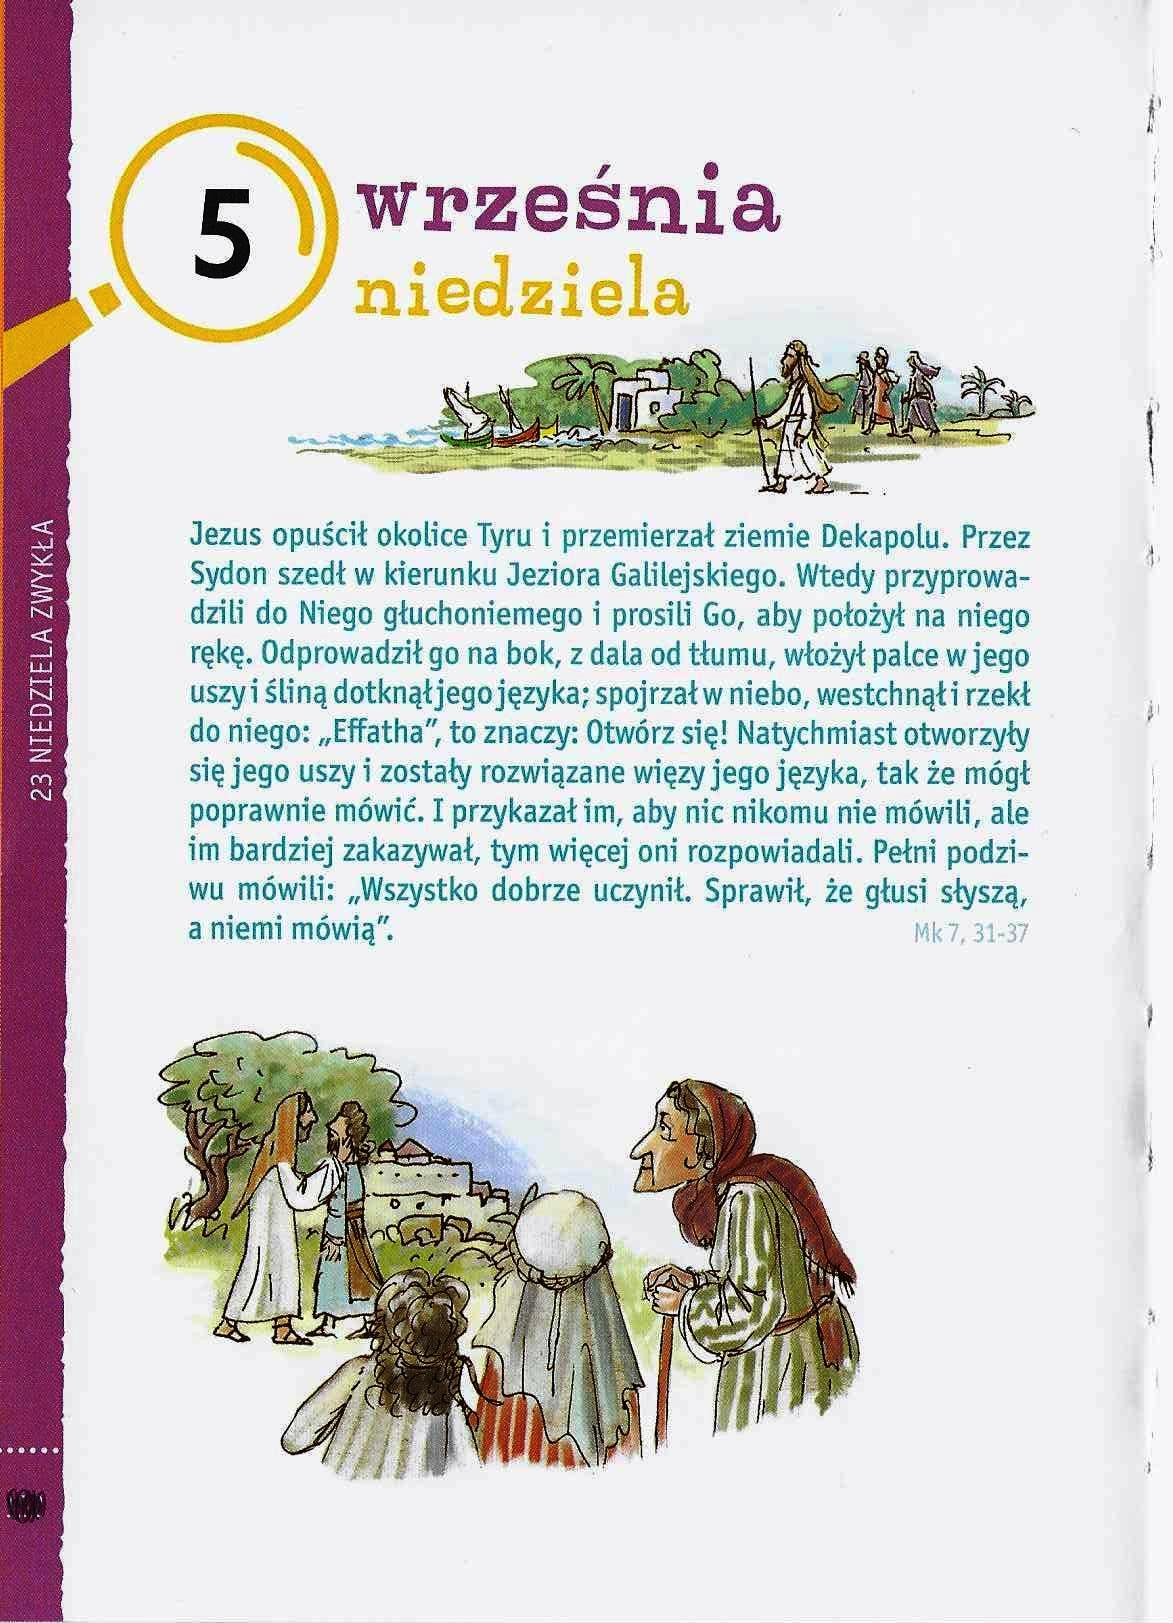 5
września
niedziela
23 NIEDZIELA ZWYKŁA
Jezus opuścił okolice Tyru i przemierzał ziemie Dekapolu. Przez
Sydon szedł w kierunku Jeziora Galilejskiego. Wtedy przyprowa-
dzili do Niego głuchoniemego i prosili Go, aby położył na niego
rękę. Odprowadził go na bok, z dala od tłumu, włożył palce w jego
uszy i śliną dotknął jego języka; spojrzał w niebo, westchnął i rzekł
do niego: „Effatha”, to znaczy: Otwórz się! Natychmiast otworzyły
się jego uszy i zostały rozwiązane więzy jego języka, tak że mógł
poprawnie mówić. I przykazał im, aby nic nikomu nie mówili, ale
im bardziej zakazywał, tym więcej oni rozpowiadali. Pełni podzi-
wu mówili: „Wszystko dobrze uczynił. Sprawił, że głusi słyszą,
a niemi mówią”.
Mk 7, 31-37